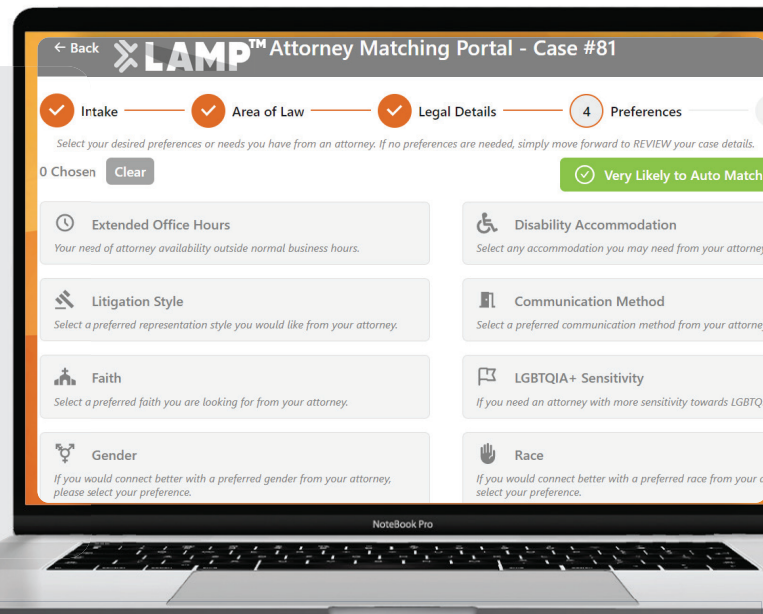 ← Back LAMP™ Attorney Matching Portal - Case #81
Intake Area of Law Legal Details 4 Preferences
Select your desired preferences or needs you have from an attorney. If no preferences are needed, simply move forward to REVIEW your case details.
0 Chosen Clear Very Likely to Auto Match
Extended Office Hours
Your need of attorney availability outside normal business hours.
Disability Accommodation
Select any accommodation you may need from your attorney
Litigation Style
Select a preferred representation style you would like from your attorney.
Communication Method
Select a preferred communication method from your attorney
Faith
Select a preferred faith you are looking for from your attorney.
LGBTQIA+ Sensitivity
If you need an attorney with more sensitivity towards LGBTQ
Gender
If you would connect better with a preferred gender from your attorney,
please select your preference.
Race
If you would connect better with a preferred race from your
select your preference.
NoteBook Pro